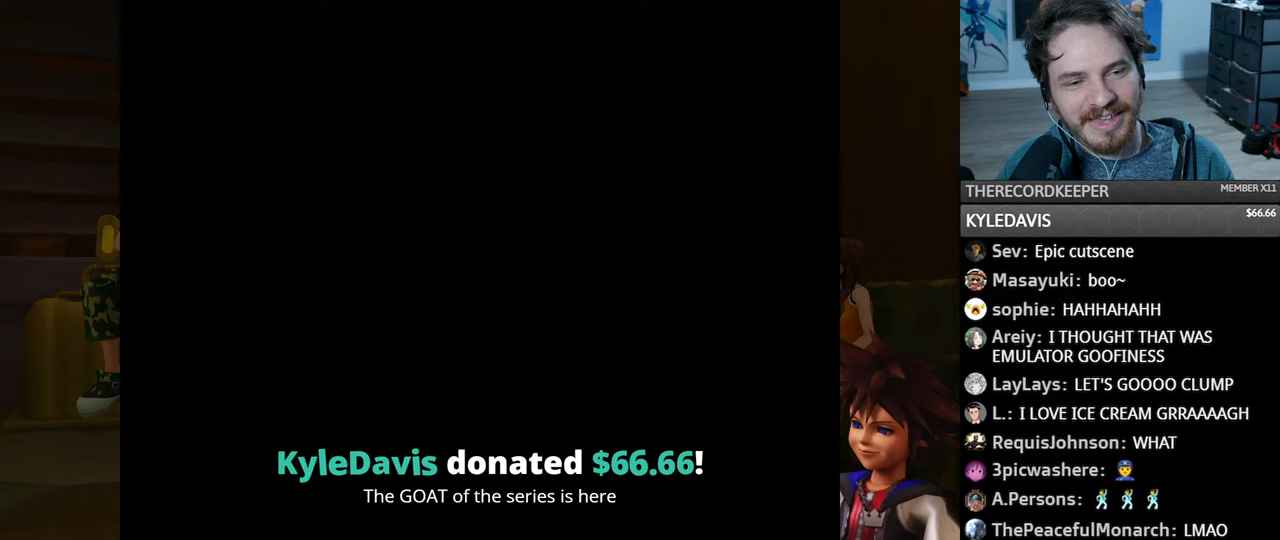 THERECORDKEEPER MEMBER X11
KYLEDAVIS $66.66
Sev: Epic cutscene
Masayuki: boo~
sophie: HAHHAHAHH
Areiy: I THOUGHT THAT WAS
EMULATOR GOOFINESS
LayLays: LET'S GOOOO CLUMP
L.: I LOVE ICE CREAM GRRAAAAGH
RequisJohnson: WHAT
3picwashere: 👮
A.Persons: 🕺🕺🕺
ThePeacefulMonarch: LMAO
KyleDavis donated $66.66!
The GOAT of the series is here